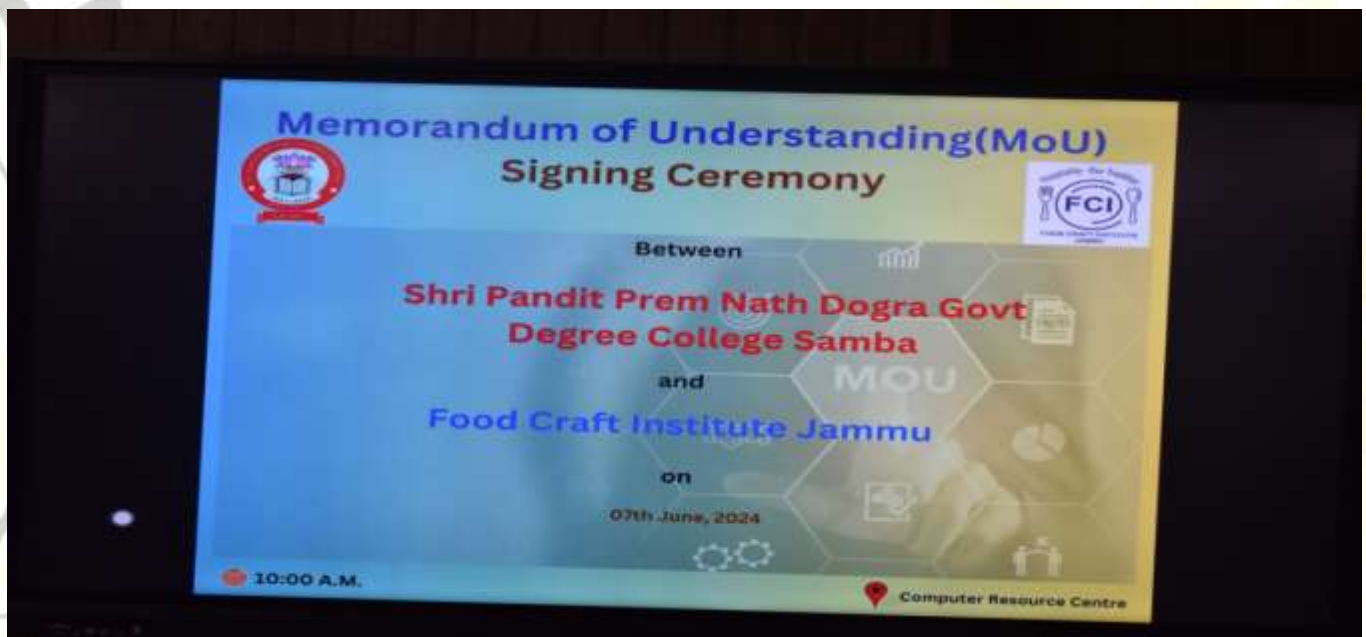 Memorandum of Understanding(MoU)
Signing Ceremony
FCI
Between
Shri Pandit Prem Nath Dogra Govt
Degree College Samba
and
MOU
Food Craft Institute Jammu
on
07th June, 2024
10:00 A.M.
Computer Resource Centre